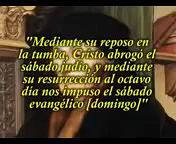 "Mediante su reposo en
la tumba, Cristo abrogó el
sábado judío, y mediante
su resurrección al octavo
día nos impuso el sábado
evangélico [domingo]"